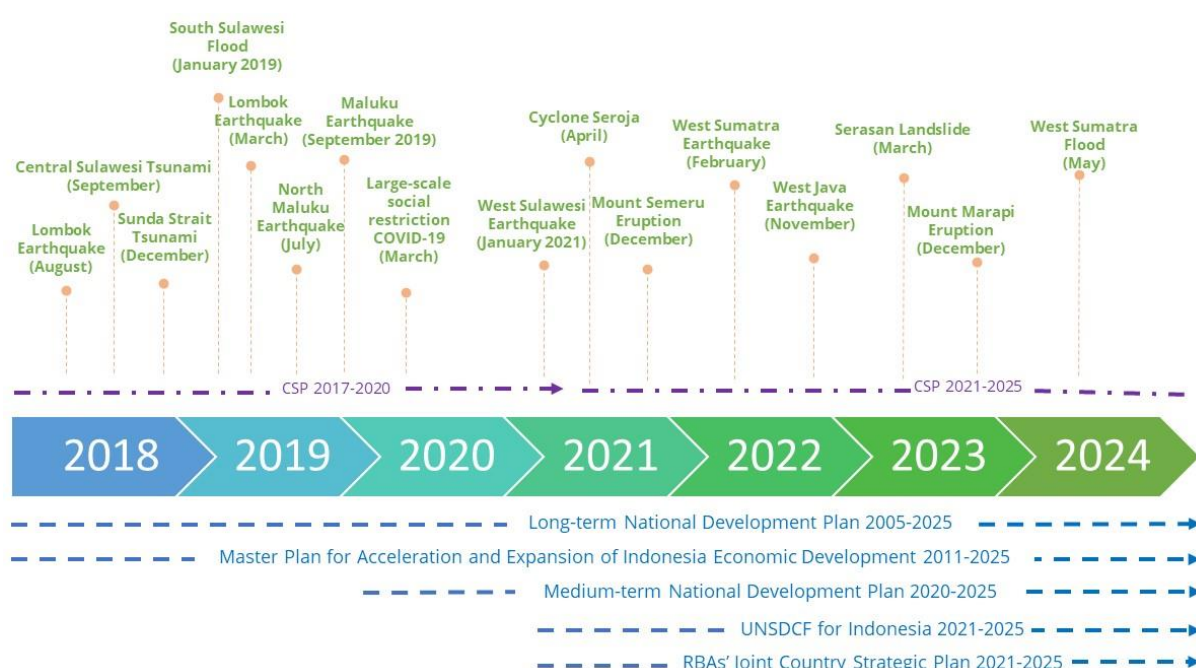 South Sulawesi
Flood
(January 2019)
Lombok
Earthquake
(March)
Maluku
Earthquake
(September 2019)
Cyclone Seroja
(April)
West Sumatra
Earthquake
(February)
Serasan Landslide
(March)
West Sumatra
Flood
(May)
Central Sulawesi Tsunami
(September)
Sunda Strait
Tsunami
(December)
Lombok
Earthquake
(August)
North
Maluku
Earthquake
(July)
Large-scale
social
restriction
COVID-19
(March)
West Sulawesi
Earthquake
(January 2021)
Mount Semeru
Eruption
(December)
West Java
Earthquake
(November)
Mount Marapi
Eruption
(December)
CSP 2017-2020
CSP 2021-2025
2018
2019
2020
2021
2022
2023
2024
Long-term National Development Plan 2005-2025
Master Plan for Acceleration and Expansion of Indonesia Economic Development 2011-2025
Medium-term National Development Plan 2020-2025
UNSDCF for Indonesia 2021-2025
RBAs' Joint Country Strategic Plan 2021-2025